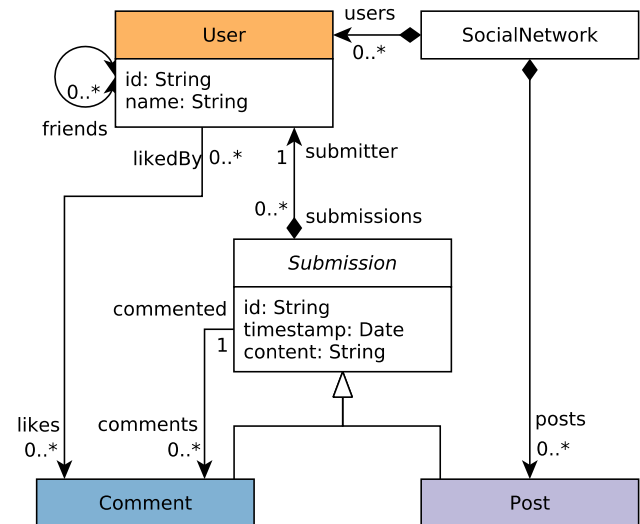 users
User
SocialNetwork
0..*
id: String
name: String
0..*
friends
likedBy 0..*
1 submitter
0..* submissions
Submission
commented
id: String
timestamp: Date
content: String
1
likes
0..*
comments
0..*
posts
0..*
Comment
Post